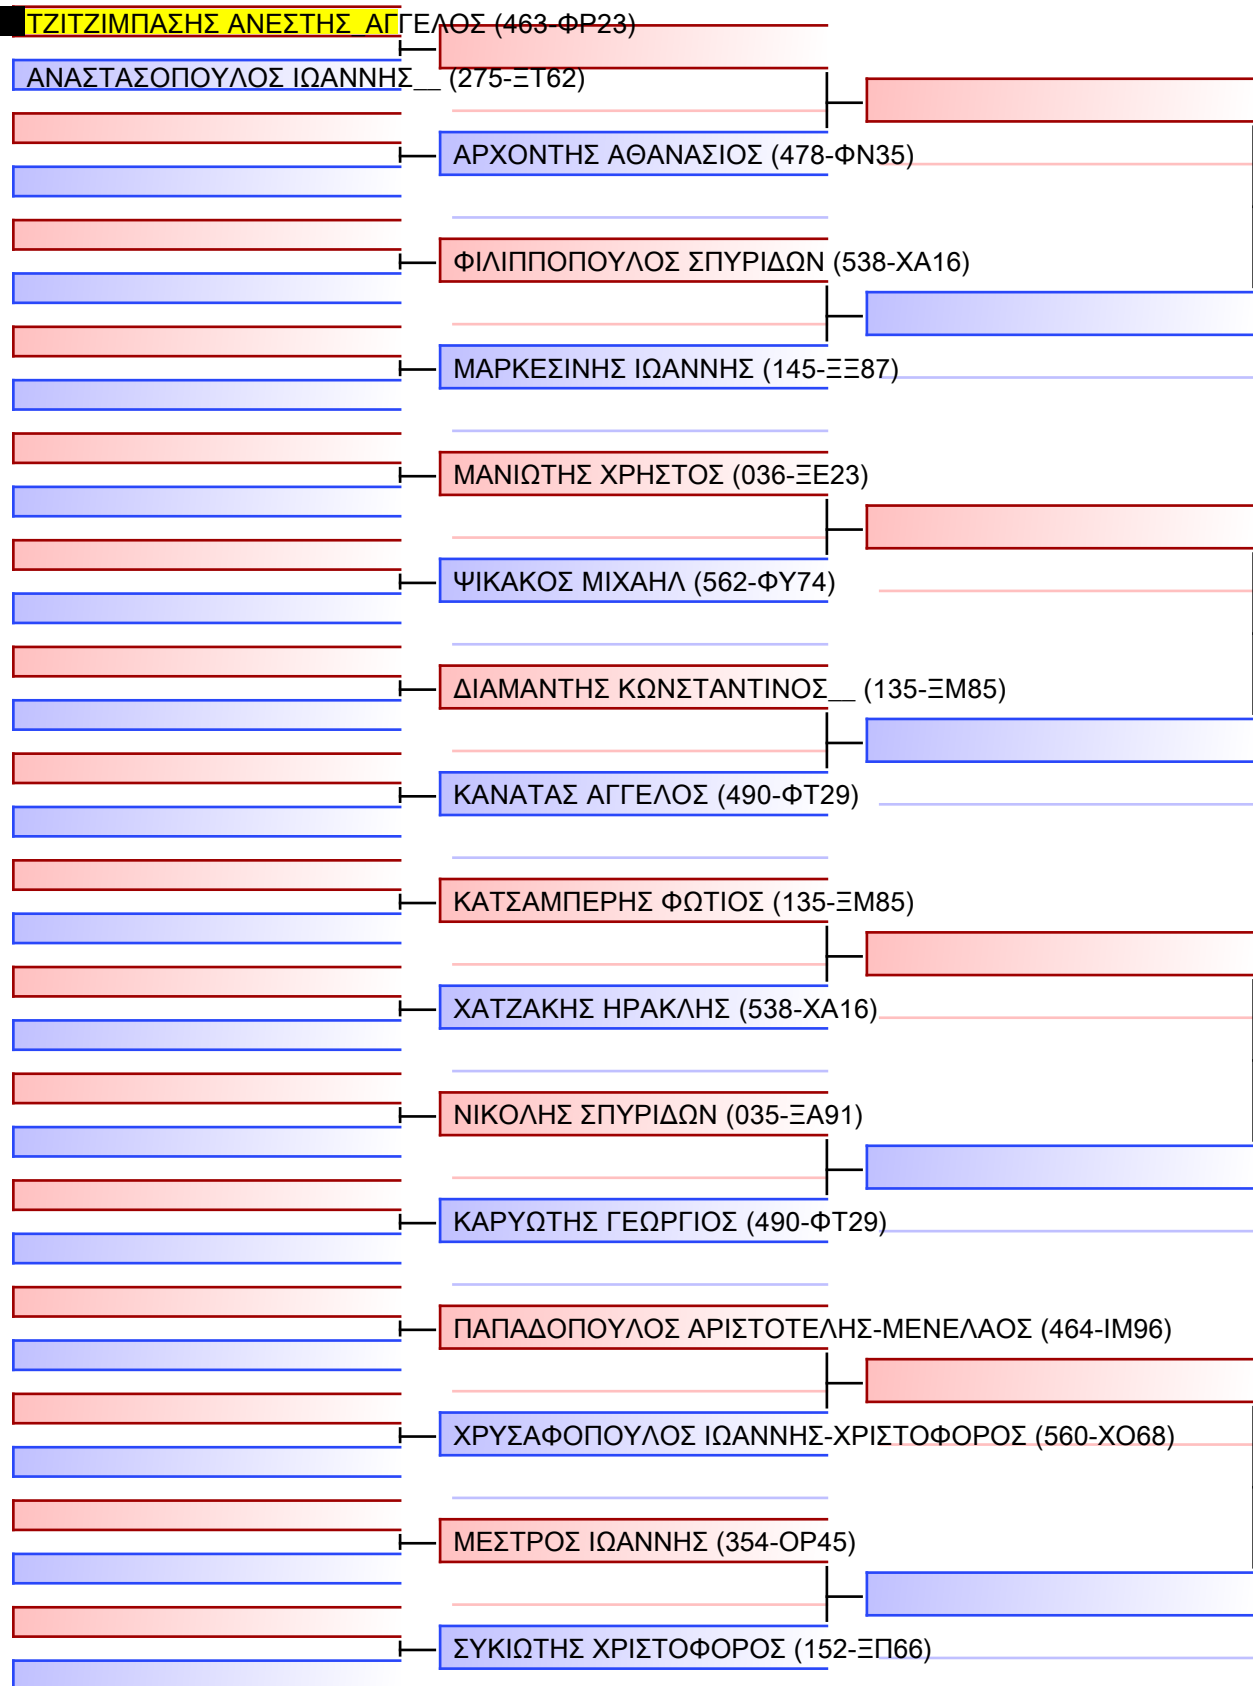 ΤΖΙΤΖΙΜΠΑΣΗΣ ΑΝΕΣΤΗΣ_ΑΓΓΕΛΟΣ (463-ΦΡ23)
ΑΝΑΣΤΑΣΟΠΟΥΛΟΣ ΙΩΑΝΝΗΣ__ (275-ΞΤ62)
ΑΡΧΟΝΤΗΣ ΑΘΑΝΑΣΙΟΣ (478-ΦΝ35)
ΦΙΛΙΠΠΟΠΟΥΛΟΣ ΣΠΥΡΙΔΩΝ (538-ΧΑ16)
ΜΑΡΚΕΣΙΝΗΣ ΙΩΑΝΝΗΣ (145-ΞΞ87)
ΜΑΝΙΩΤΗΣ ΧΡΗΣΤΟΣ (036-ΞΕ23)
ΨΙΚΑΚΟΣ ΜΙΧΑΗΛ (562-ΦΥ74)
ΔΙΑΜΑΝΤΗΣ ΚΩΝΣΤΑΝΤΙΝΟΣ__ (135-ΞΜ85)
ΚΑΝΑΤΑΣ ΑΓΓΕΛΟΣ (490-ΦΤ29)
ΚΑΤΣΑΜΠΕΡΗΣ ΦΩΤΙΟΣ (135-ΞΜ85)
ΧΑΤΖΑΚΗΣ ΗΡΑΚΛΗΣ (538-ΧΑ16)
ΝΙΚΟΛΗΣ ΣΠΥΡΙΔΩΝ (035-ΞΑ91)
ΚΑΡΥΩΤΗΣ ΓΕΩΡΓΙΟΣ (490-ΦΤ29)
ΠΑΠΑΔΟΠΟΥΛΟΣ ΑΡΙΣΤΟΤΕΛΗΣ-ΜΕΝΕΛΑΟΣ (464-ΙΜ96)
ΧΡΥΣΑΦΟΠΟΥΛΟΣ ΙΩΑΝΝΗΣ-ΧΡΙΣΤΟΦΟΡΟΣ (560-ΧΟ68)
ΜΕΣΤΡΟΣ ΙΩΑΝΝΗΣ (354-ΟΡ45)
ΣΥΚΙΩΤΗΣ ΧΡΙΣΤΟΦΟΡΟΣ (152-ΞΠ66)